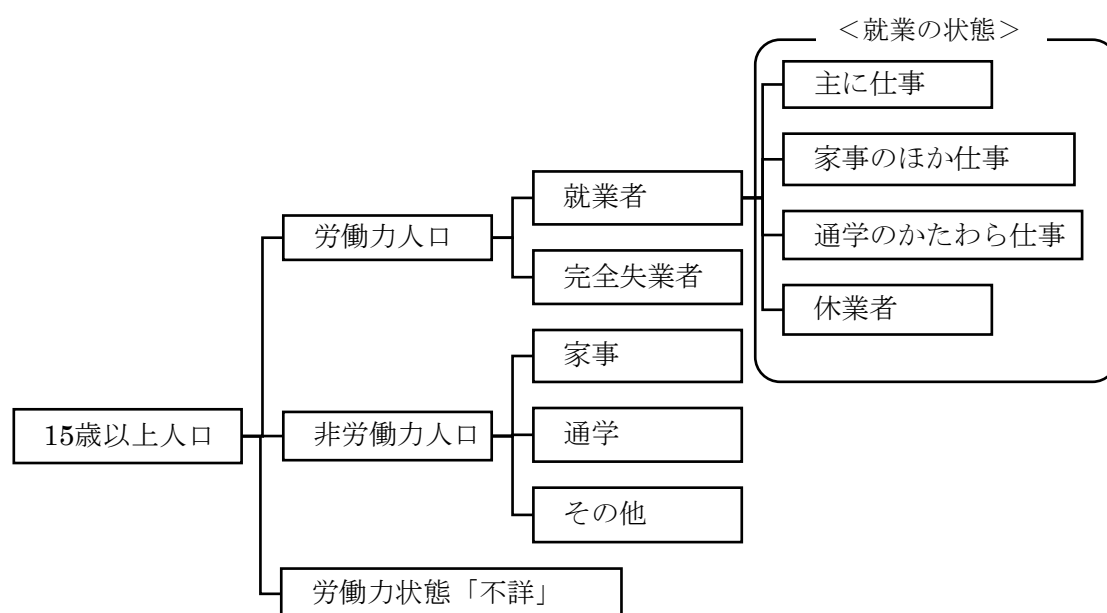 ＜就業の状態＞
主に仕事
家事のほか仕事
就業者
労働力人口
通学のかたわら仕事
完全失業者
休業者
家事
15歳以上人口
非労働力人口
通学
その他
労働力状態「不詳」